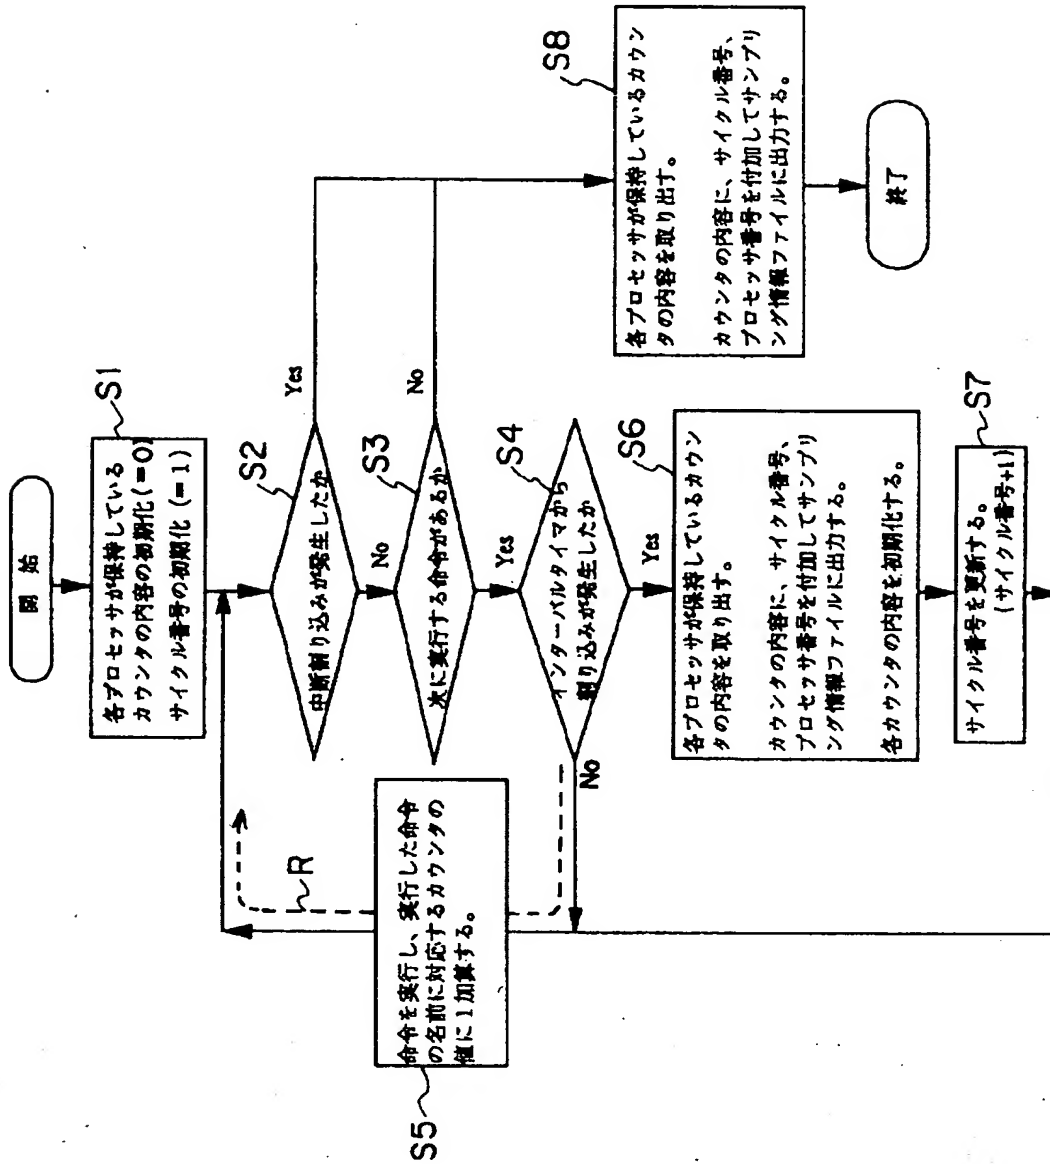 開始
S1
各プロセッサが保持している
カウンタの内容の初期化(=0)
サイクル番号の初期化(=1)
S2
中断割り込みが発生したか
Yes
No
S3
次に実行する命令があるか
No
Yes
S4
インターバルタイマから
割り込みが発生したか
No
Yes
S5
命令を実行し、実行した命令
の名前に対応するカウンタの
値に1加算する。
R
S6
各プロセッサが保持しているカウン
タの内容を取り出す。
カウンタの内容に、サイクル番号、
プロセッサ番号を付加してサンプリ
ング情報ファイルに出力する。
各カウンタの内容を初期化する。
S7
サイクル番号を更新する。
(サイクル番号+1)
S8
各プロセッサが保持しているカウン
タの内容を取り出す。
カウンタの内容に、サイクル番号、
プロセッサ番号を付加してサンプリ
ング情報ファイルに出力する。
終了